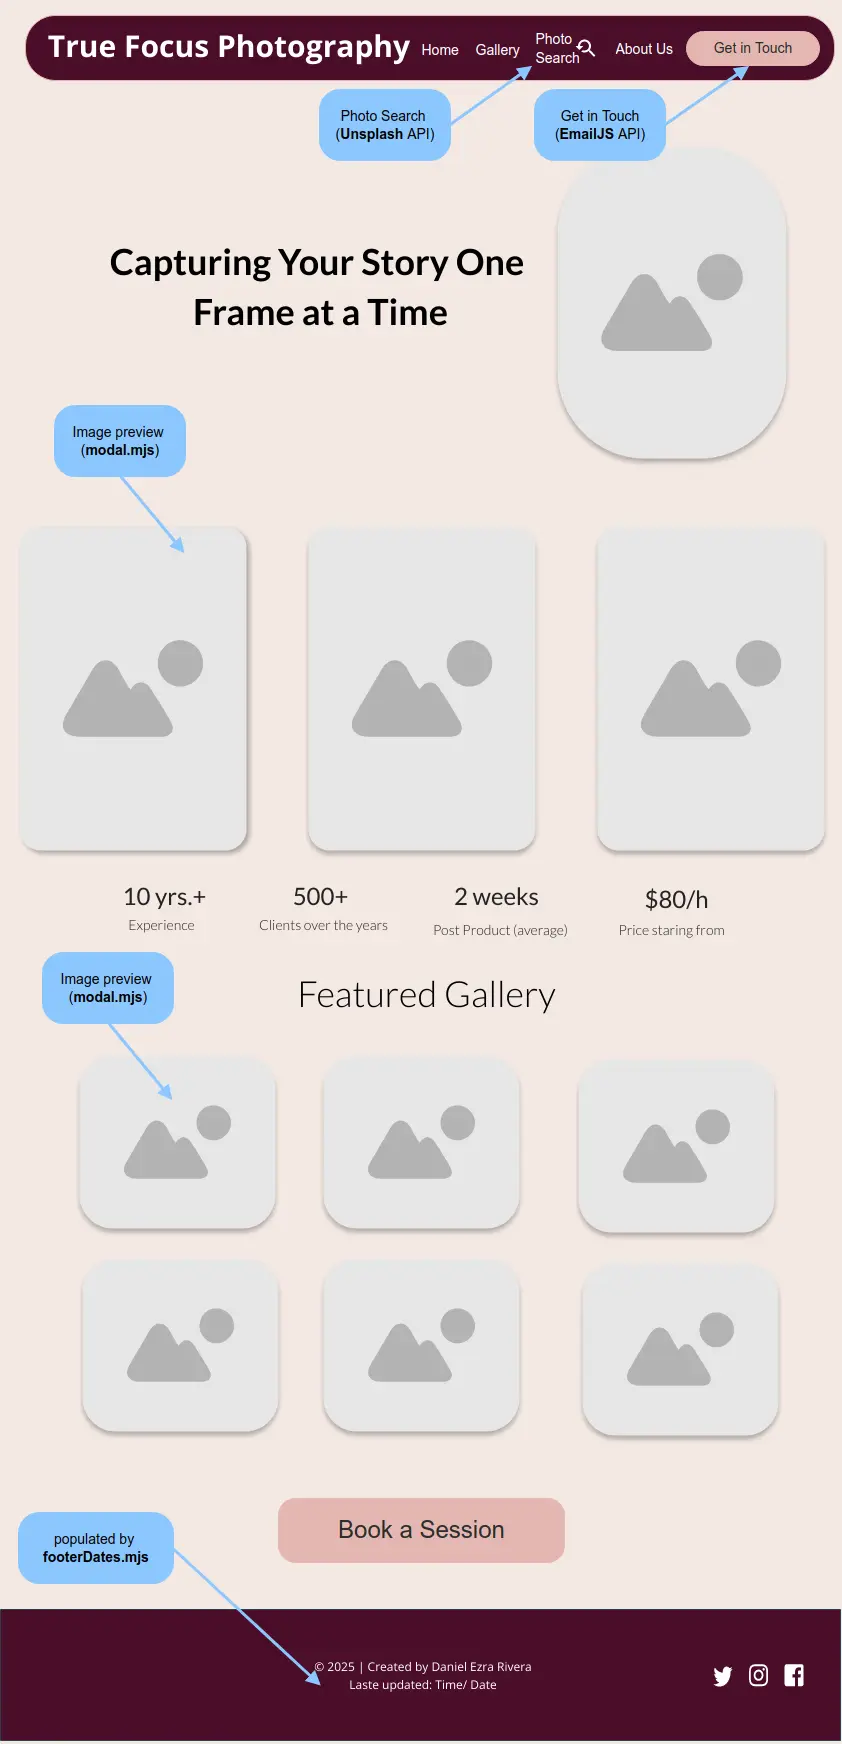 True Focus Photography
Home
Gallery
Photo
Search
About Us
Get in Touch
Photo Search
(Unsplash API)
Get in Touch
(EmailJS API)
Capturing Your Story One
Frame at a Time
Image preview
(modal.mjs)
10 yrs.+
Experience
500+
Clients over the years
2 weeks
Post Product (average)
$80/h
Price staring from
Image preview
(modal.mjs)
Featured Gallery
Book a Session
populated by
footerDates.mjs
© 2025 | Created by Daniel Ezra Rivera
Laste updated: Time/ Date